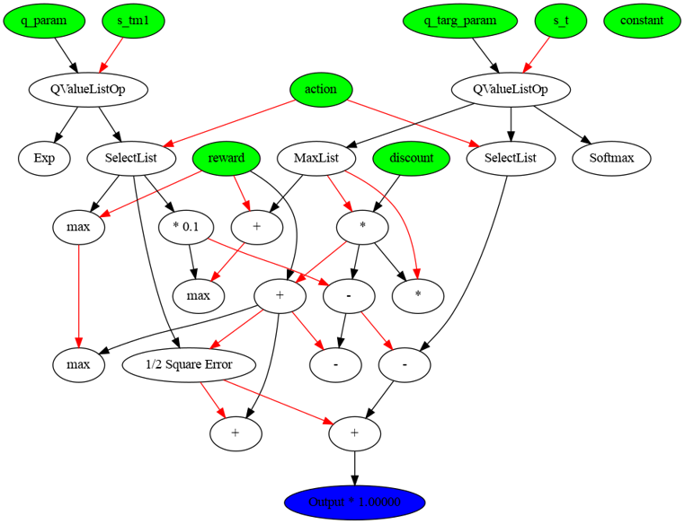 q_param s_tm1 q_targ_param s_t constant
QValueListOp action QValueListOp
Exp SelectList reward MaxList discount SelectList Softmax
max * 0.1 + *
max + - *
max 1/2 Square Error - -
+ +
Output * 1.00000